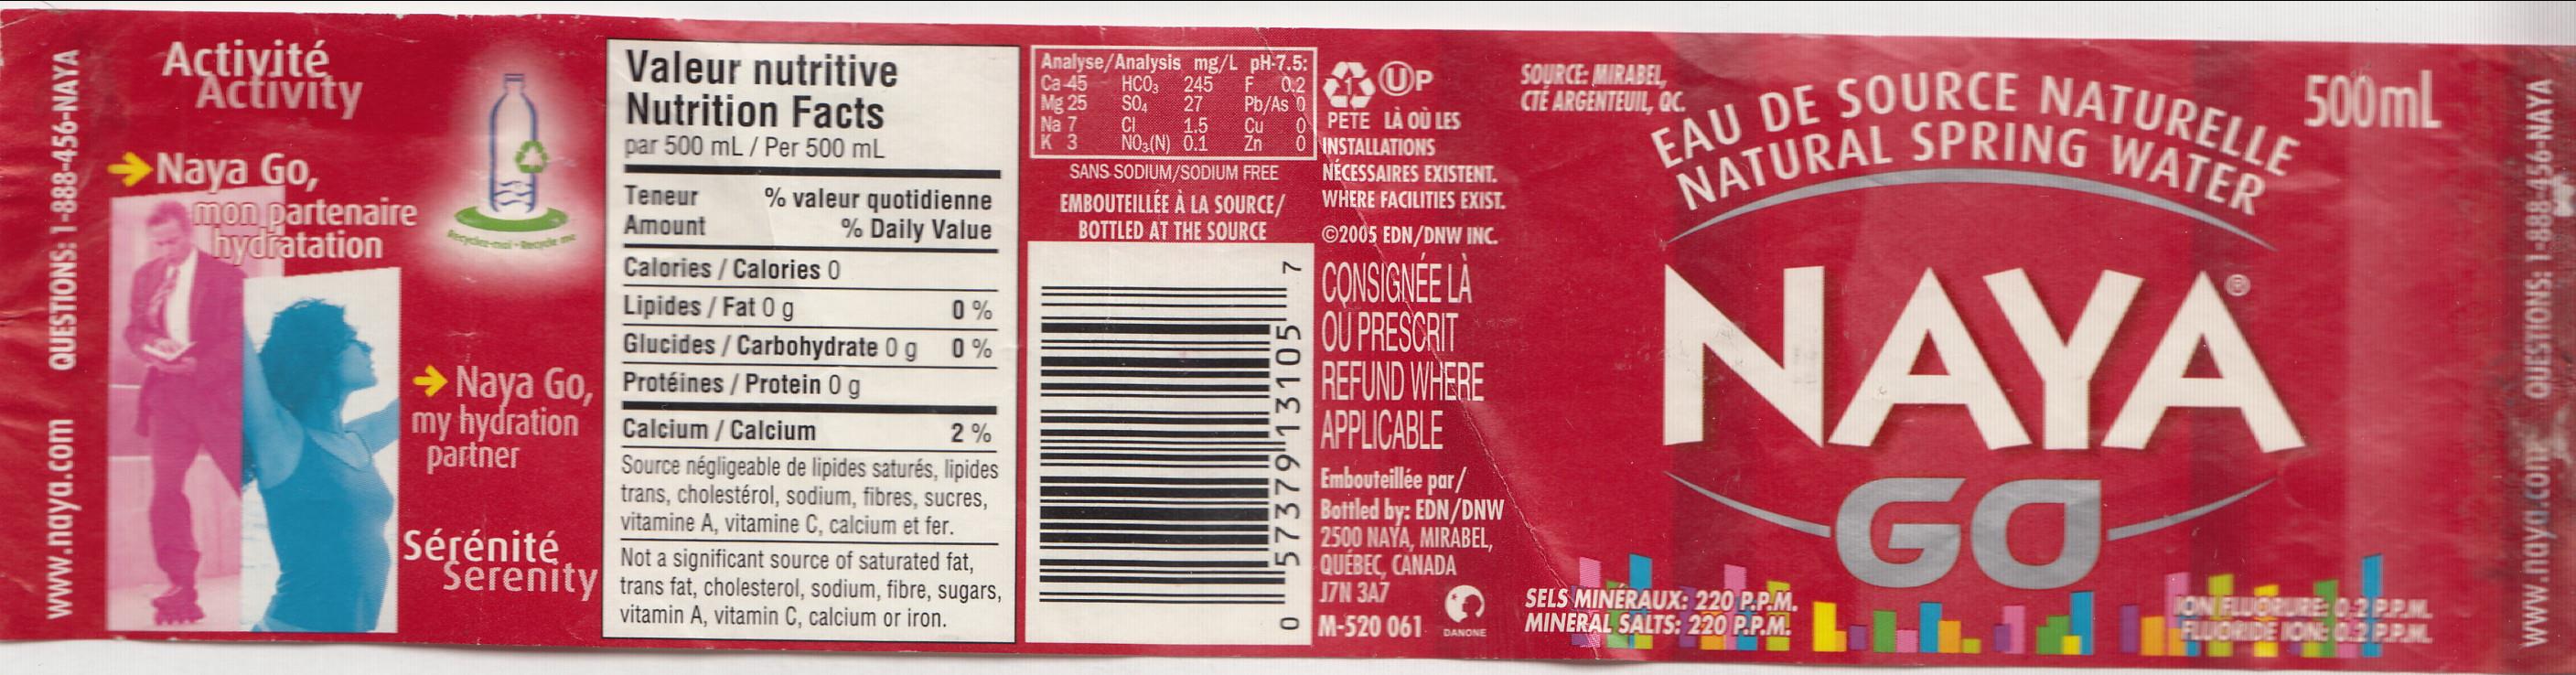 www.naya.com QUESTIONS: 1-888-456-NAYA
Activité
Activity
Naya Go,
mon partenaire
hydratation
Recyclez-moi • Recycle me
Naya Go,
my hydration
partner
Sérénité
Serenity
Valeur nutritive
Nutrition Facts
par 500 mL / Per 500 mL
Teneur % valeur quotidienne
Amount % Daily Value
Calories / Calories 0
Lipides / Fat 0 g 0 %
Glucides / Carbohydrate 0 g 0 %
Protéines / Protein 0 g
Calcium / Calcium 2 %
Source négligeable de lipides saturés, lipides
trans, cholestérol, sodium, fibres, sucres,
vitamine A, vitamine C, calcium et fer.
Not a significant source of saturated fat,
trans fat, cholesterol, sodium, fibre, sugars,
vitamin A, vitamin C, calcium or iron.
Analyse/Analysis mg/L pH-7.5:
Ca 45 HCO₃ 245 F 0.2
Mg 25 SO₄ 27 Pb/As 0
Na 7 Cl 1.5 Cu 0
K 3 NO₃(N) 0.1 Zn 0
SANS SODIUM/SODIUM FREE
EMBOUTEILLÉE À LA SOURCE/
BOTTLED AT THE SOURCE
0 57379 13105 7
1 U P
PETE LÀ OÙ LES
INSTALLATIONS
NÉCESSAIRES EXISTENT.
WHERE FACILITIES EXIST.
©2005 EDN/DNW INC.
CONSIGNÉE LÀ
OU PRESCRIT
REFUND WHERE
APPLICABLE
Embouteillée par/
Bottled by: EDN/DNW
2500 NAYA, MIRABEL,
QUÉBEC, CANADA
J7N 3A7
M-520 061 DANONE
SOURCE: MIRABEL,
CTÉ ARGENTEUIL, QC.
EAU DE SOURCE NATURELLE
NATURAL SPRING WATER
500mL
NAYA®
GO
SELS MINÉRAUX: 220 P.P.M.
MINERAL SALTS: 220 P.P.M.
ION FLUORURE: 0.2 P.P.M.
FLUORIDE ION: 0.2 P.P.M.
www.naya.com QUESTIONS: 1-888-456-NAYA